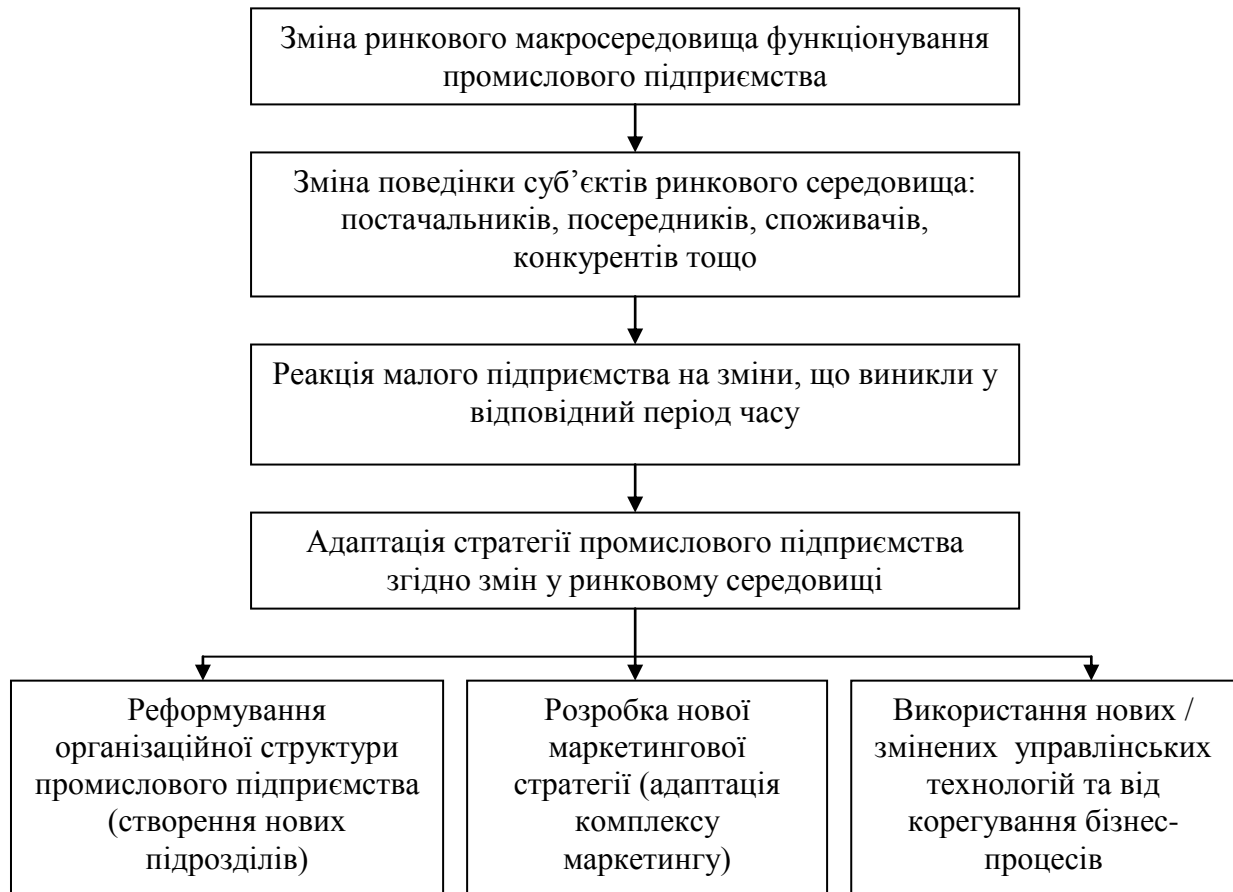 Зміна ринкового макросередовища функціонування
промислового підприємства
Зміна поведінки суб’єктів ринкового середовища:
постачальників, посередників, споживачів,
конкурентів тощо
Реакція малого підприємства на зміни, що виникли у
відповідний період часу
Адаптація стратегії промислового підприємства
згідно змін у ринковому середовищі
Реформування
організаційної структури
промислового підприємства
(створення нових
підрозділів)
Розробка нової
маркетингової
стратегії (адаптація
комплексу
маркетингу)
Використання нових /
змінених управлінських
технологій та від
корегування бізнес-
процесів